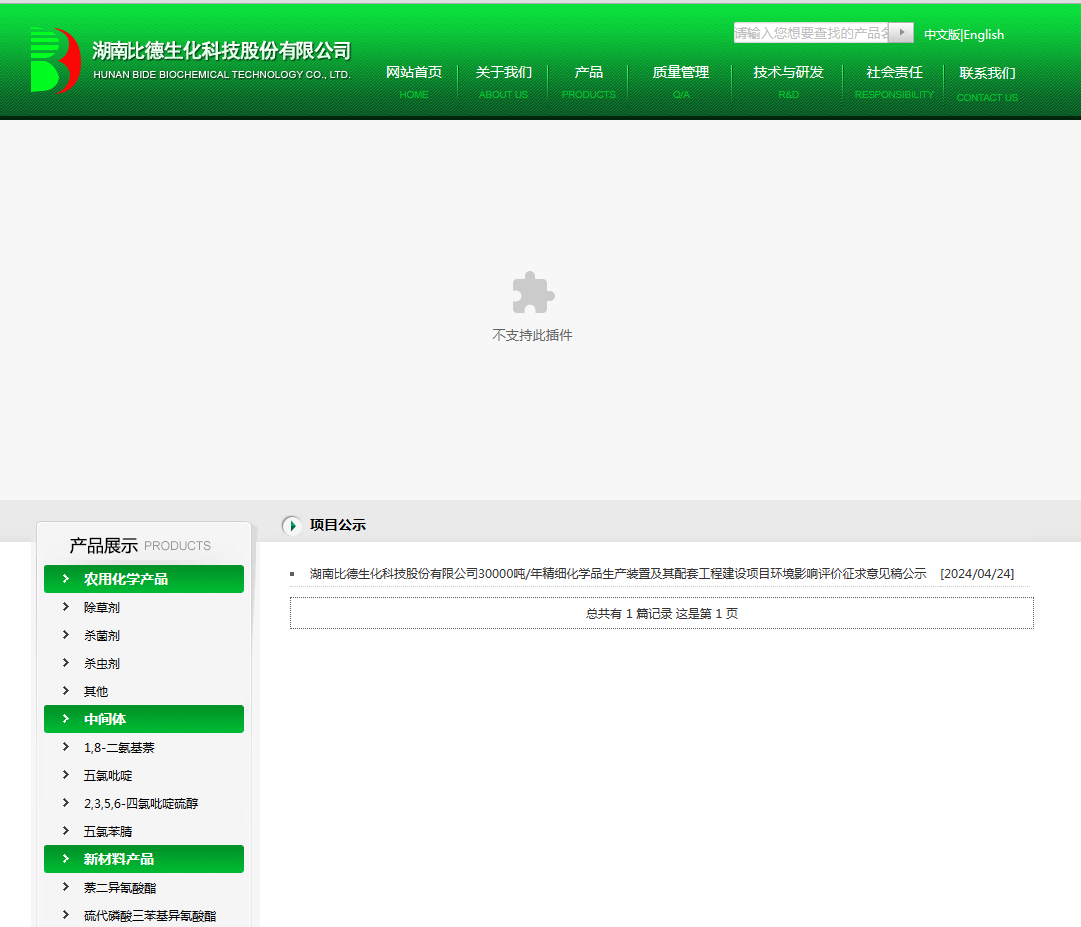 请输入您想要查找的产品名
中文版|English
湖南比德生化科技股份有限公司
HUNAN BIDE BIOCHEMICAL TECHNOLOGY CO., LTD.
网站首页 关于我们 产品 质量管理 技术与研发 社会责任 联系我们
HOME ABOUT US PRODUCTS Q/A R&D RESPONSIBILITY CONTACT US
不支持此插件
产品展示 PRODUCTS
农用化学产品
除草剂
杀菌剂
杀虫剂
其他
中间体
1,8-二氨基萘
五氯吡啶
2,3,5,6-四氯吡啶硫醇
五氯苯腈
新材料产品
萘二异氰酸酯
硫代磷酸三苯基异氰酸酯
项目公示
湖南比德生化科技股份有限公司30000吨/年精细化学品生产装置及其配套工程建设项目环境影响评价征求意见稿公示 [2024/04/24]
总共有 1 篇记录 这是第 1 页